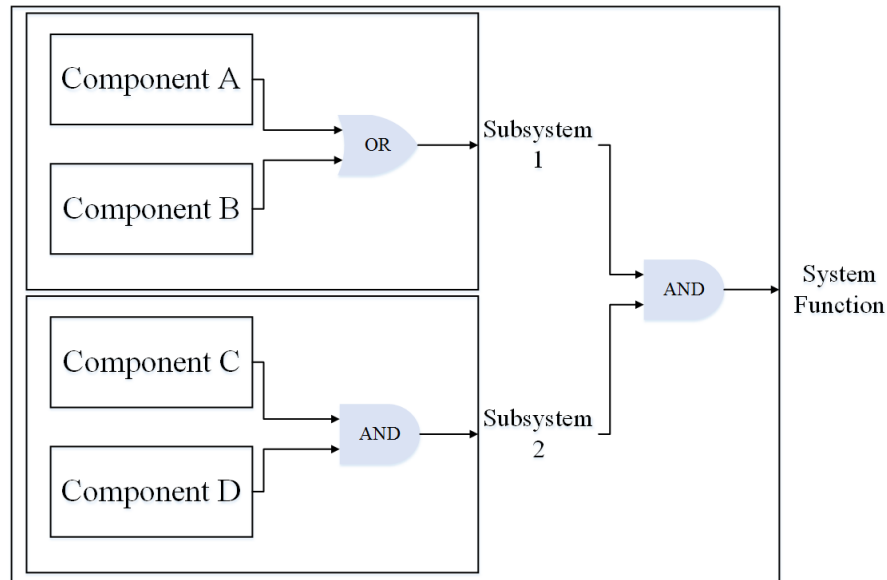 Component A
Component B
OR
Subsystem
1
Component C
Component D
AND
Subsystem
2
AND
System
Function